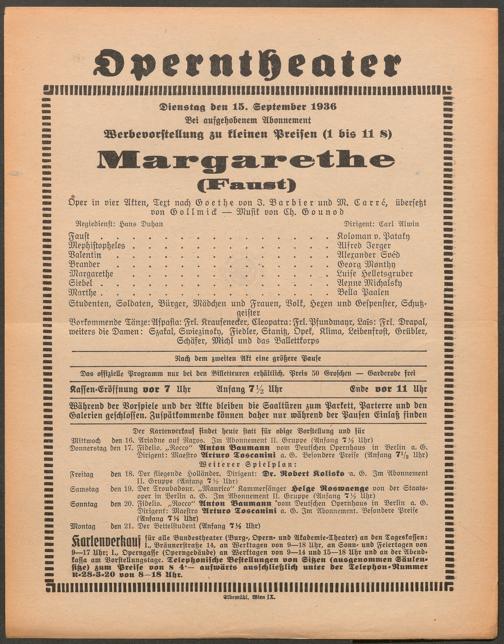 Operntheater
Dienstag den 15. September 1936
Bei aufgehobenem Abonnement
Werbevorstellung zu kleinen Preisen (1 bis 11 S)
Margarethe
(Faust)
Oper in vier Akten, Text nach Goethe von J. Barbier und M. Carré, übersetzt
von Gollmick — Musik von Ch. Gounod
Regiedienst: Hans Duhan Dirigent: Carl Alwin
Faust . . . . . . . . . . . . Koloman v. Pataky
Mephistopheles . . . . . . . . . . . . Alfred Jerger
Valentin . . . . . . . . . . . . Alexander Svéd
Brander . . . . . . . . . . . . Georg Monthy
Margarethe . . . . . . . . . . . . Luise Helletsgruber
Siebel . . . . . . . . . . . . Aenne Michalsky
Marthe . . . . . . . . . . . . Bella Paalen
Studenten, Soldaten, Bürger, Mädchen und Frauen, Volk, Hexen und Gespenster, Schutz-
geister
Vorkommende Tänze: Aspasia: Frl. Krausenecker, Cleopatra: Frl. Pfundmayr, Laïs: Frl. Drapal,
weiters die Damen: Szakal, Swiezinsky, Fiedler, Stanitz, Opek, Klima, Leidenfrost, Grübler,
Schäfer, Michl und das Ballettkorps
Nach dem zweiten Akt eine größere Pause
Das offizielle Programm nur bei den Billetteuren erhältlich. Preis 50 Groschen — Garderobe frei
Kassen-Eröffnung vor 7 Uhr Anfang 7½ Uhr Ende vor 11 Uhr
Während der Vorspiele und der Akte bleiben die Saaltüren zum Parkett, Parterre und den
Galerien geschlossen. Zuspätkommende können daher nur während der Pausen Einlaß finden
Der Kartenverkauf findet heute statt für obige Vorstellung und für
Mittwoch den 16. Ariadne auf Naxos. Im Abonnement II. Gruppe (Anfang 7½ Uhr)
Donnerstag den 17. Fidelio. „Rocco" Anton Baumann vom Deutschen Opernhaus in Berlin a. G.
Dirigent: Maestro Arturo Toscanini a. G. Besondere Preise (Anfang 7½ Uhr)
Weiterer Spielplan:
Freitag den 18. Der fliegende Holländer. Dirigent: Dr. Robert Kolisko a. G. Im Abonnement
II. Gruppe (Anfang 7½ Uhr)
Samstag den 19. Der Troubadour. „Manrico" Kammersänger Helge Roswaenge von der Staats-
oper in Berlin a. G. Im Abonnement II. Gruppe (Anfang 7½ Uhr)
Sonntag den 20. Fidelio. „Rocco" Anton Baumann vom Deutschen Opernhaus in Berlin a. G.
Dirigent: Maestro Arturo Toscanini a. G. Im Abonnement. Besondere Preise
(Anfang 7½ Uhr)
Montag den 21. Der Bettelstudent (Anfang 7½ Uhr)
Kartenverkauf für alle Bundestheater (Burg-, Opern- und Akademie-Theater) an den Tageskassen:
I., Bräunerstraße 14, an Werktagen von 9—18 Uhr, an Sonn- und Feiertagen von
9—17 Uhr; I., Operngasse (Operngebäude) an Werktagen von 9—14 und 15—18 Uhr und an der Abend-
kassa am Vorstellungstage. Telephonische Bestellungen von Sitzen (ausgenommen Säulen-
sitze) zum Preise von S 4·— aufwärts ausschließlich unter der Telephon-Nummer
R-28-3-20 von 8—18 Uhr.
Elbemühl, Wien IX.